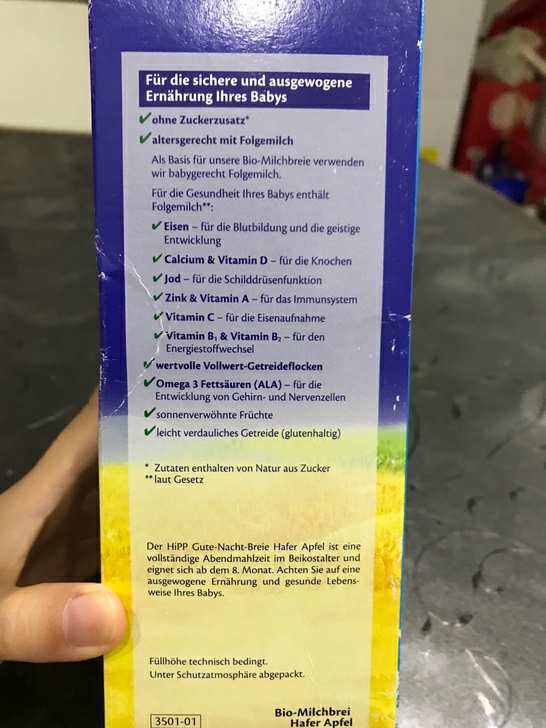 Für die sichere und ausgewogene
Ernährung Ihres Babys
ohne Zuckerzusatz*
altersgerecht mit Folgemilch
Als Basis für unsere Bio-Milchbreie verwenden
wir babygerecht Folgemilch.
Für die Gesundheit Ihres Babys enthält
Folgemilch**:
Eisen – für die Blutbildung und die geistige
Entwicklung
Calcium & Vitamin D – für die Knochen
Jod – für die Schilddrüsenfunktion
Zink & Vitamin A – für das Immunsystem
Vitamin C – für die Eisenaufnahme
Vitamin B₁ & Vitamin B₂ – für den
Energiestoffwechsel
wertvolle Vollwert-Getreideflocken
Omega 3 Fettsäuren (ALA) – für die
Entwicklung von Gehirn- und Nervenzellen
sonnenverwöhnte Früchte
leicht verdauliches Getreide (glutenhaltig)
* Zutaten enthalten von Natur aus Zucker
** laut Gesetz
Der HiPP Gute-Nacht-Breie Hafer Apfel ist eine
vollständige Abendmahlzeit im Beikostalter und
eignet sich ab dem 8. Monat. Achten Sie auf eine
ausgewogene Ernährung und gesunde Lebens-
weise Ihres Babys.
Füllhöhe technisch bedingt.
Unter Schutzatmosphäre abgepackt.
3501-01
Bio-Milchbrei
Hafer Apfel